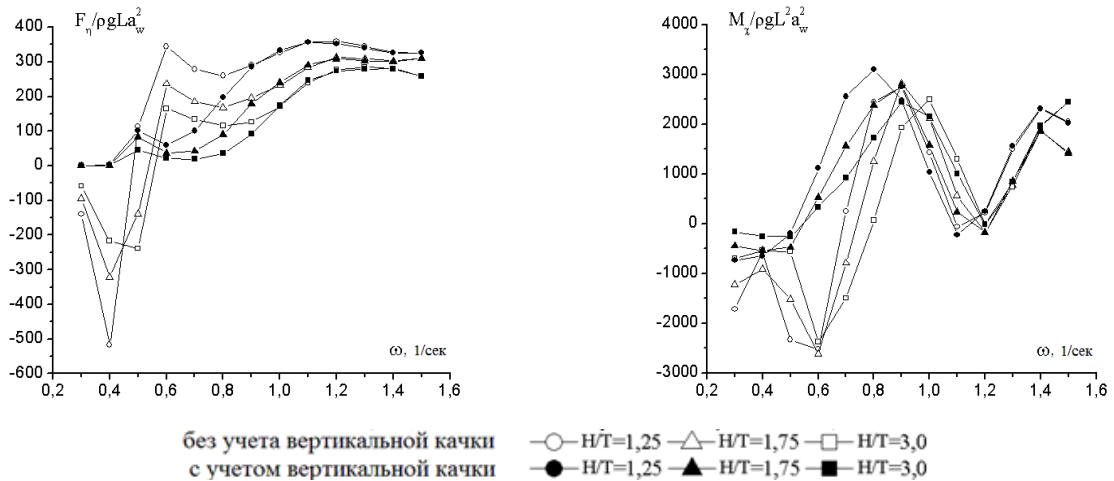 F_η/ρgLa_w^2
400
300
200
100
0
-100
-200
-300
-400
-500
-600
0,2 0,4 0,6 0,8 1,0 1,2 1,4 1,6
ω, 1/сек
M_χ/ρgL^2a_w^2
4000
3000
2000
1000
0
-1000
-2000
-3000
0,2 0,4 0,6 0,8 1,0 1,2 1,4 1,6
ω, 1/сек
без учета вертикальной качки H/T=1,25 H/T=1,75 H/T=3,0
с учетом вертикальной качки H/T=1,25 H/T=1,75 H/T=3,0